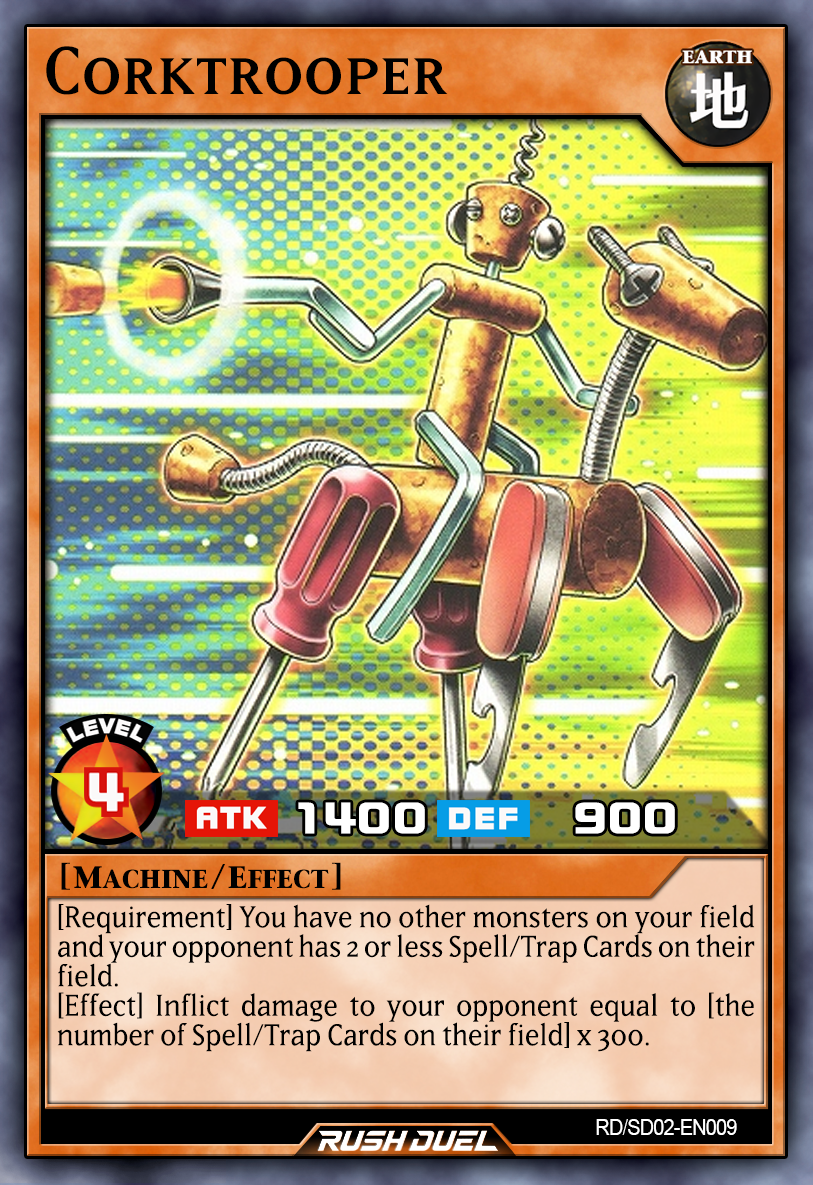 Corktrooper
EARTH
地
LEVEL
4
ATK 1400 DEF 900
[Machine/Effect]
[Requirement] You have no other monsters on your field
and your opponent has 2 or less Spell/Trap Cards on their
field.
[Effect] Inflict damage to your opponent equal to [the
number of Spell/Trap Cards on their field] x 300.
RD/SD02-EN009
RUSH DUEL